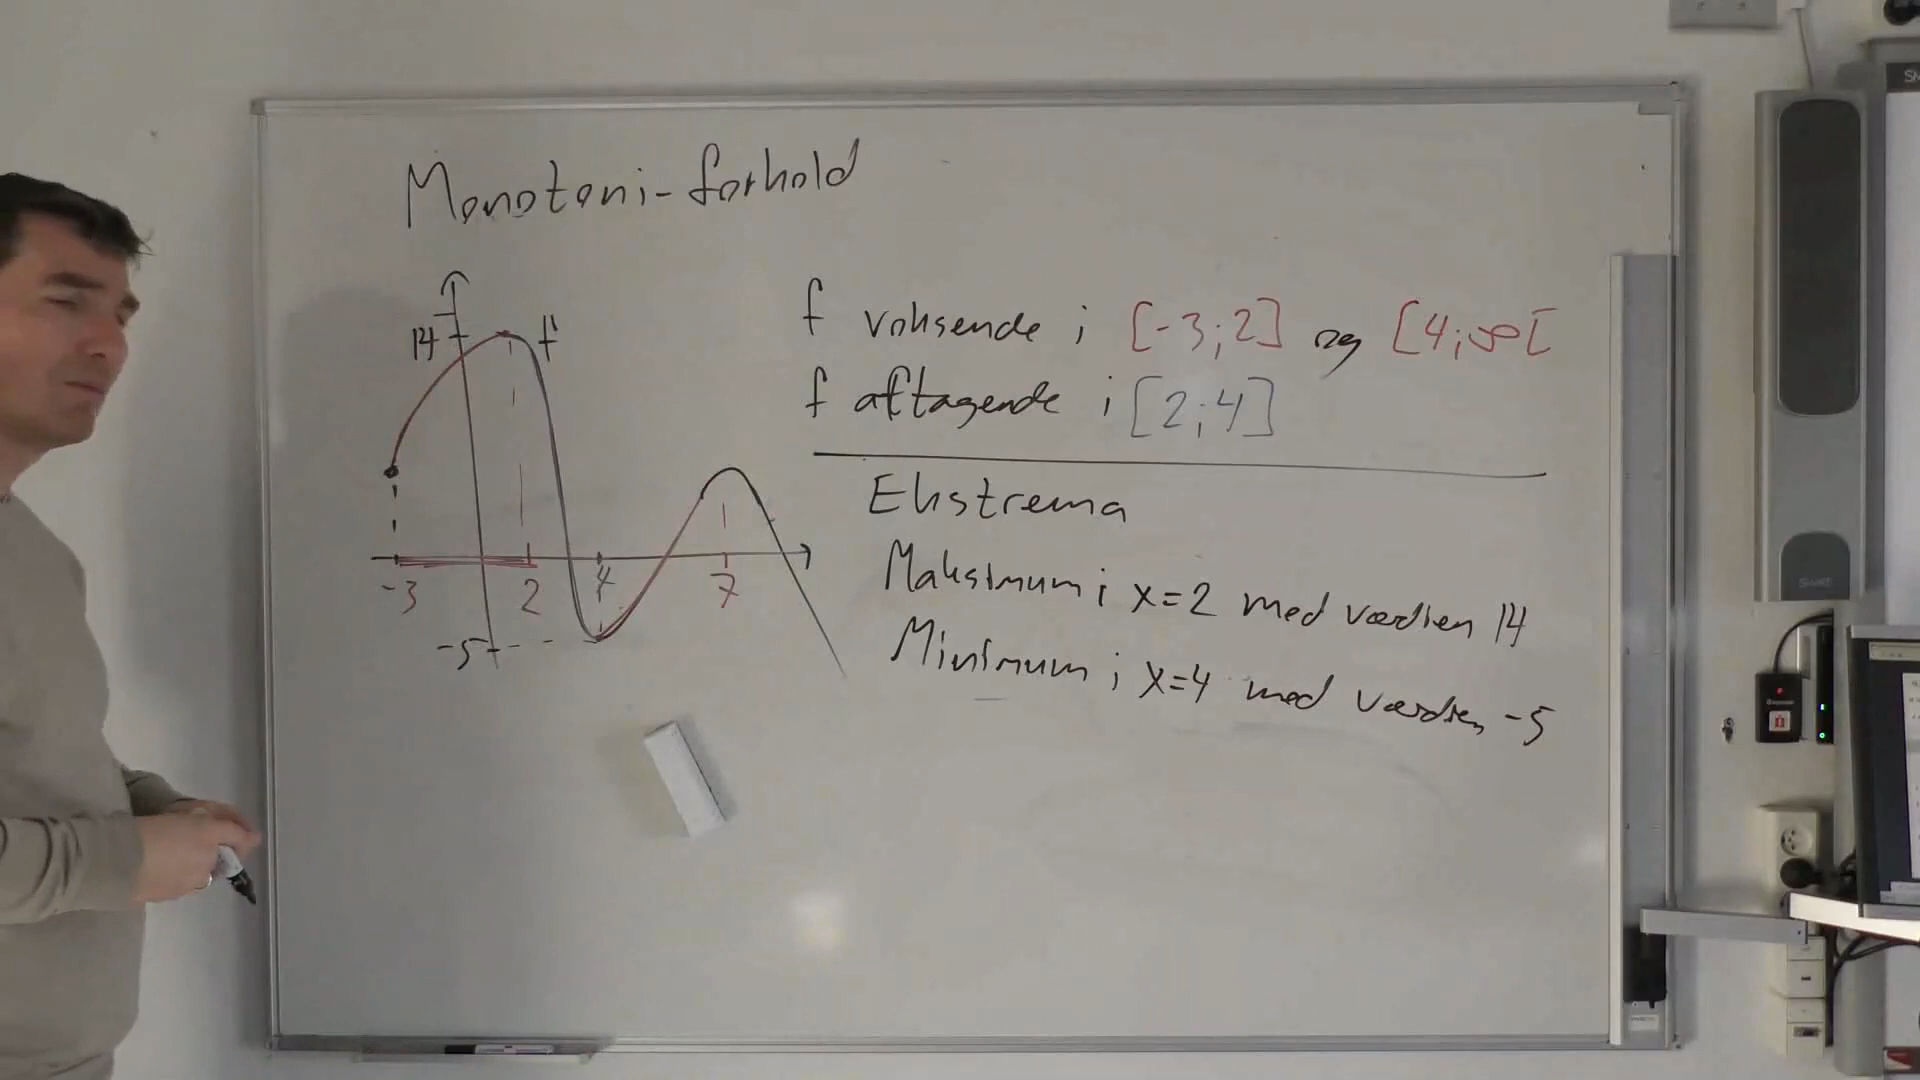 Monotoni-forhold
14
f
-3
2
4
7
-5
f voksende i [-3;2] og [4;∞[
f aftagende i [2;4]
Ekstrema
Maksimum i x=2 med værdien 14
Minimum i x=4 med værdien -5
SMART